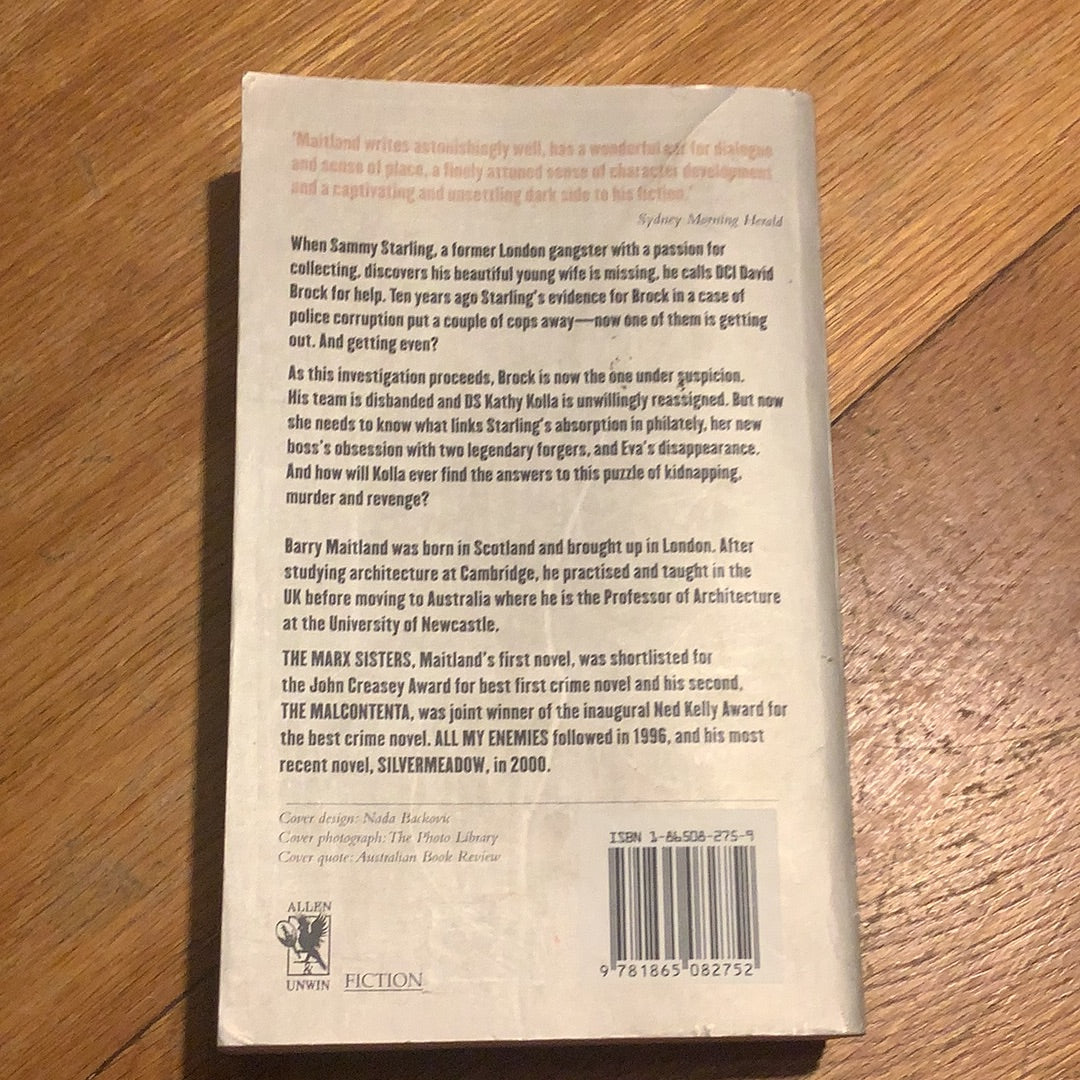 'Maitland writes astonishingly well, has a wonderful ear for dialogue
and sense of place, a finely attuned sense of character development
and a captivating and unsettling dark side to his fiction.'
Sydney Morning Herald
When Sammy Starling, a former London gangster with a passion for
collecting, discovers his beautiful young wife is missing, he calls DCI David
Brock for help. Ten years ago Starling's evidence for Brock in a case of
police corruption put a couple of cops away—now one of them is getting
out. And getting even?
As this investigation proceeds, Brock is now the one under suspicion.
His team is disbanded and DS Kathy Kolla is unwillingly reassigned. But now
she needs to know what links Starling's absorption in philately, her new
boss's obsession with two legendary forgers, and Eva's disappearance.
And how will Kolla ever find the answers to this puzzle of kidnapping,
murder and revenge?
Barry Maitland was born in Scotland and brought up in London. After
studying architecture at Cambridge, he practised and taught in the
UK before moving to Australia where he is the Professor of Architecture
at the University of Newcastle.
THE MARX SISTERS, Maitland's first novel, was shortlisted for
the John Creasey Award for best first crime novel and his second,
THE MALCONTENTA, was joint winner of the inaugural Ned Kelly Award for
the best crime novel. ALL MY ENEMIES followed in 1996, and his most
recent novel, SILVERMEADOW, in 2000.
Cover design: Nada Backovic
Cover photograph: The Photo Library
Cover quote: Australian Book Review
ISBN 1-86508-275-9
9 781865 082752
ALLEN
&
UNWIN
FICTION